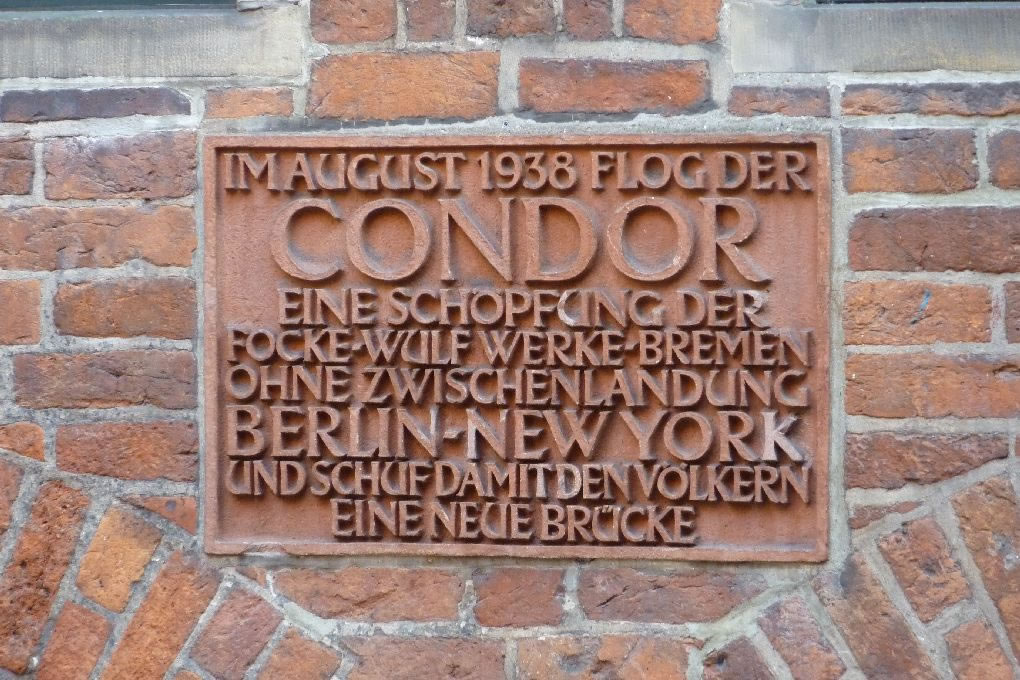 IM AUGUST 1938 FLOG DER
CONDOR
EINE SCHÖPFUNG DER
FOCKE-WULF WERKE-BREMEN
OHNE ZWISCHENLANDUNG
BERLIN-NEW YORK
UND SCHUF DAMIT DEN VÖLKERN
EINE NEUE BRÜCKE